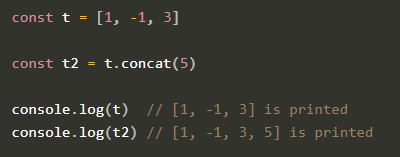 const t = [1, -1, 3]
const t2 = t.concat(5)
console.log(t)  // [1, -1, 3] is printed
console.log(t2) // [1, -1, 3, 5] is printed